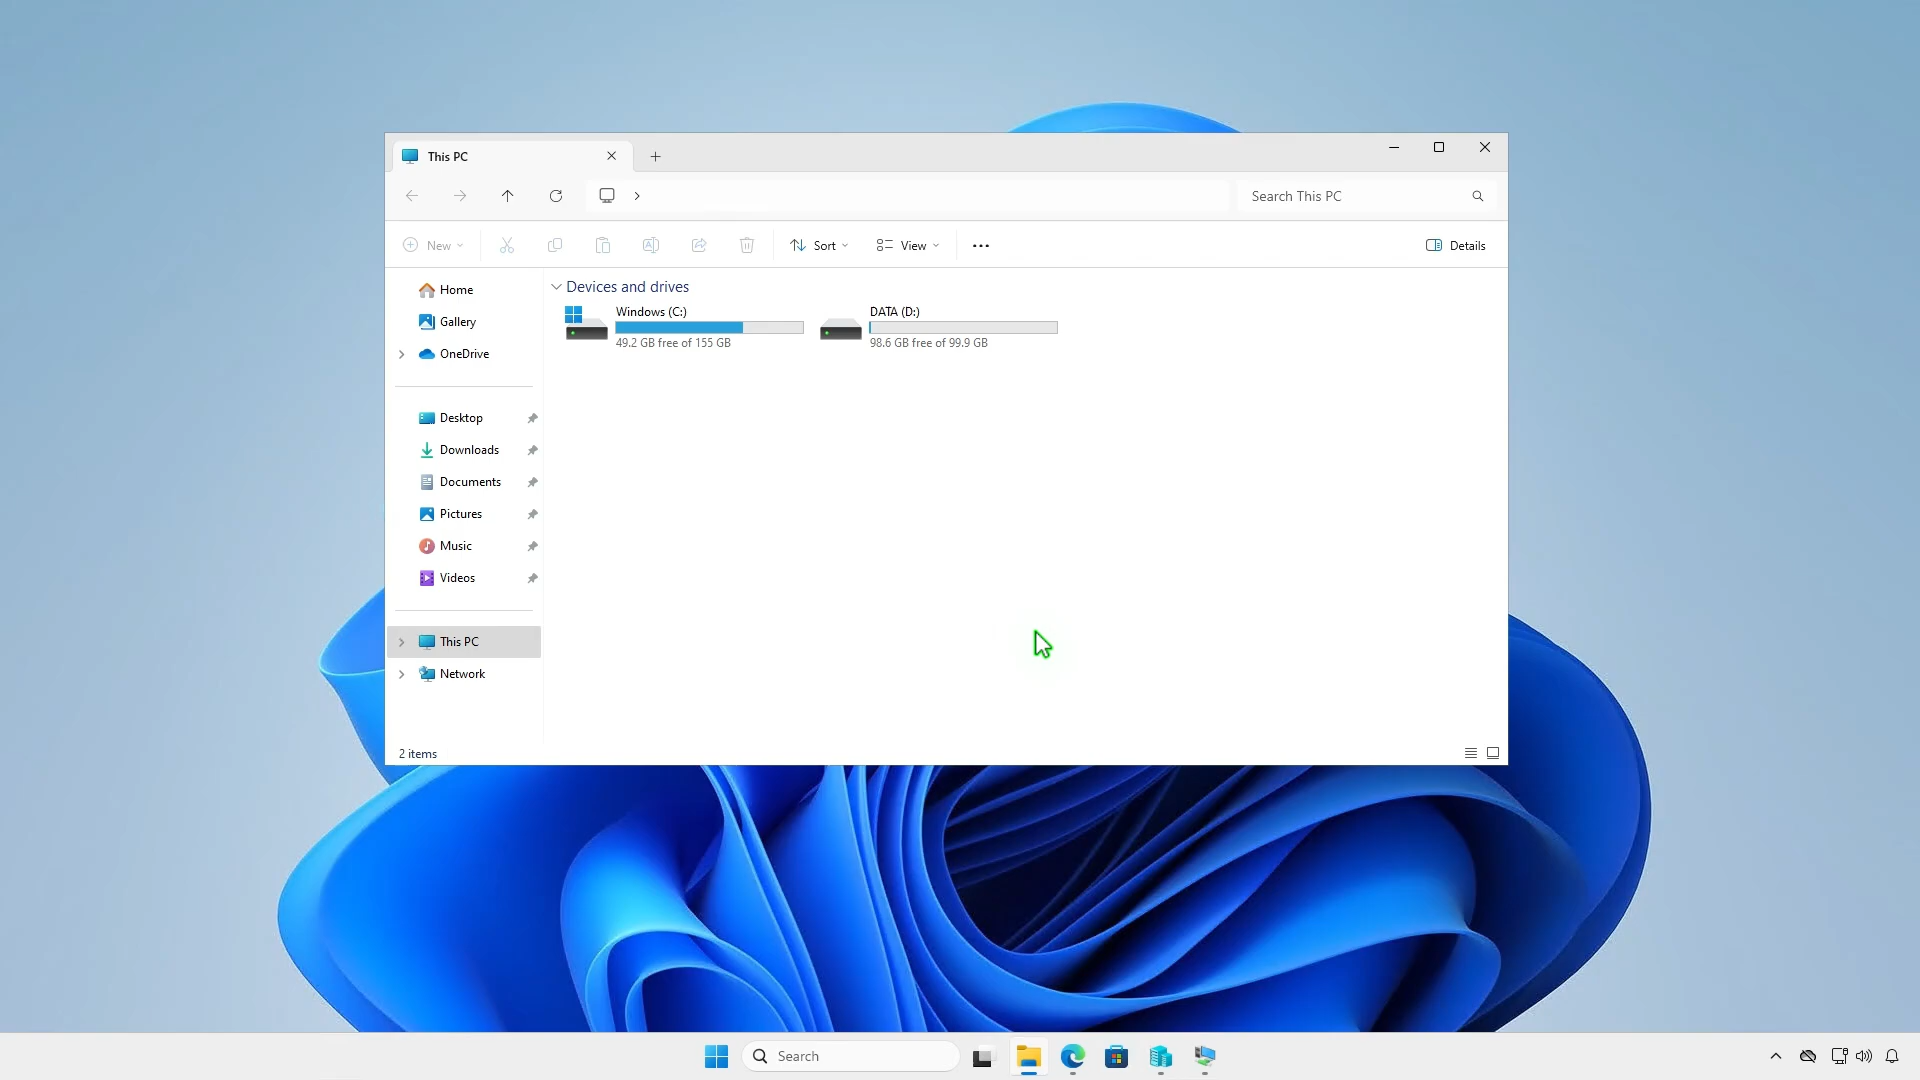 This PC
Search This PC
New
Sort
View
Details
Home
Gallery
OneDrive
Desktop
Downloads
Documents
Pictures
Music
Videos
This PC
Network
Devices and drives
Windows (C:)
49.2 GB free of 155 GB
DATA (D:)
98.6 GB free of 99.9 GB
2 items
Search